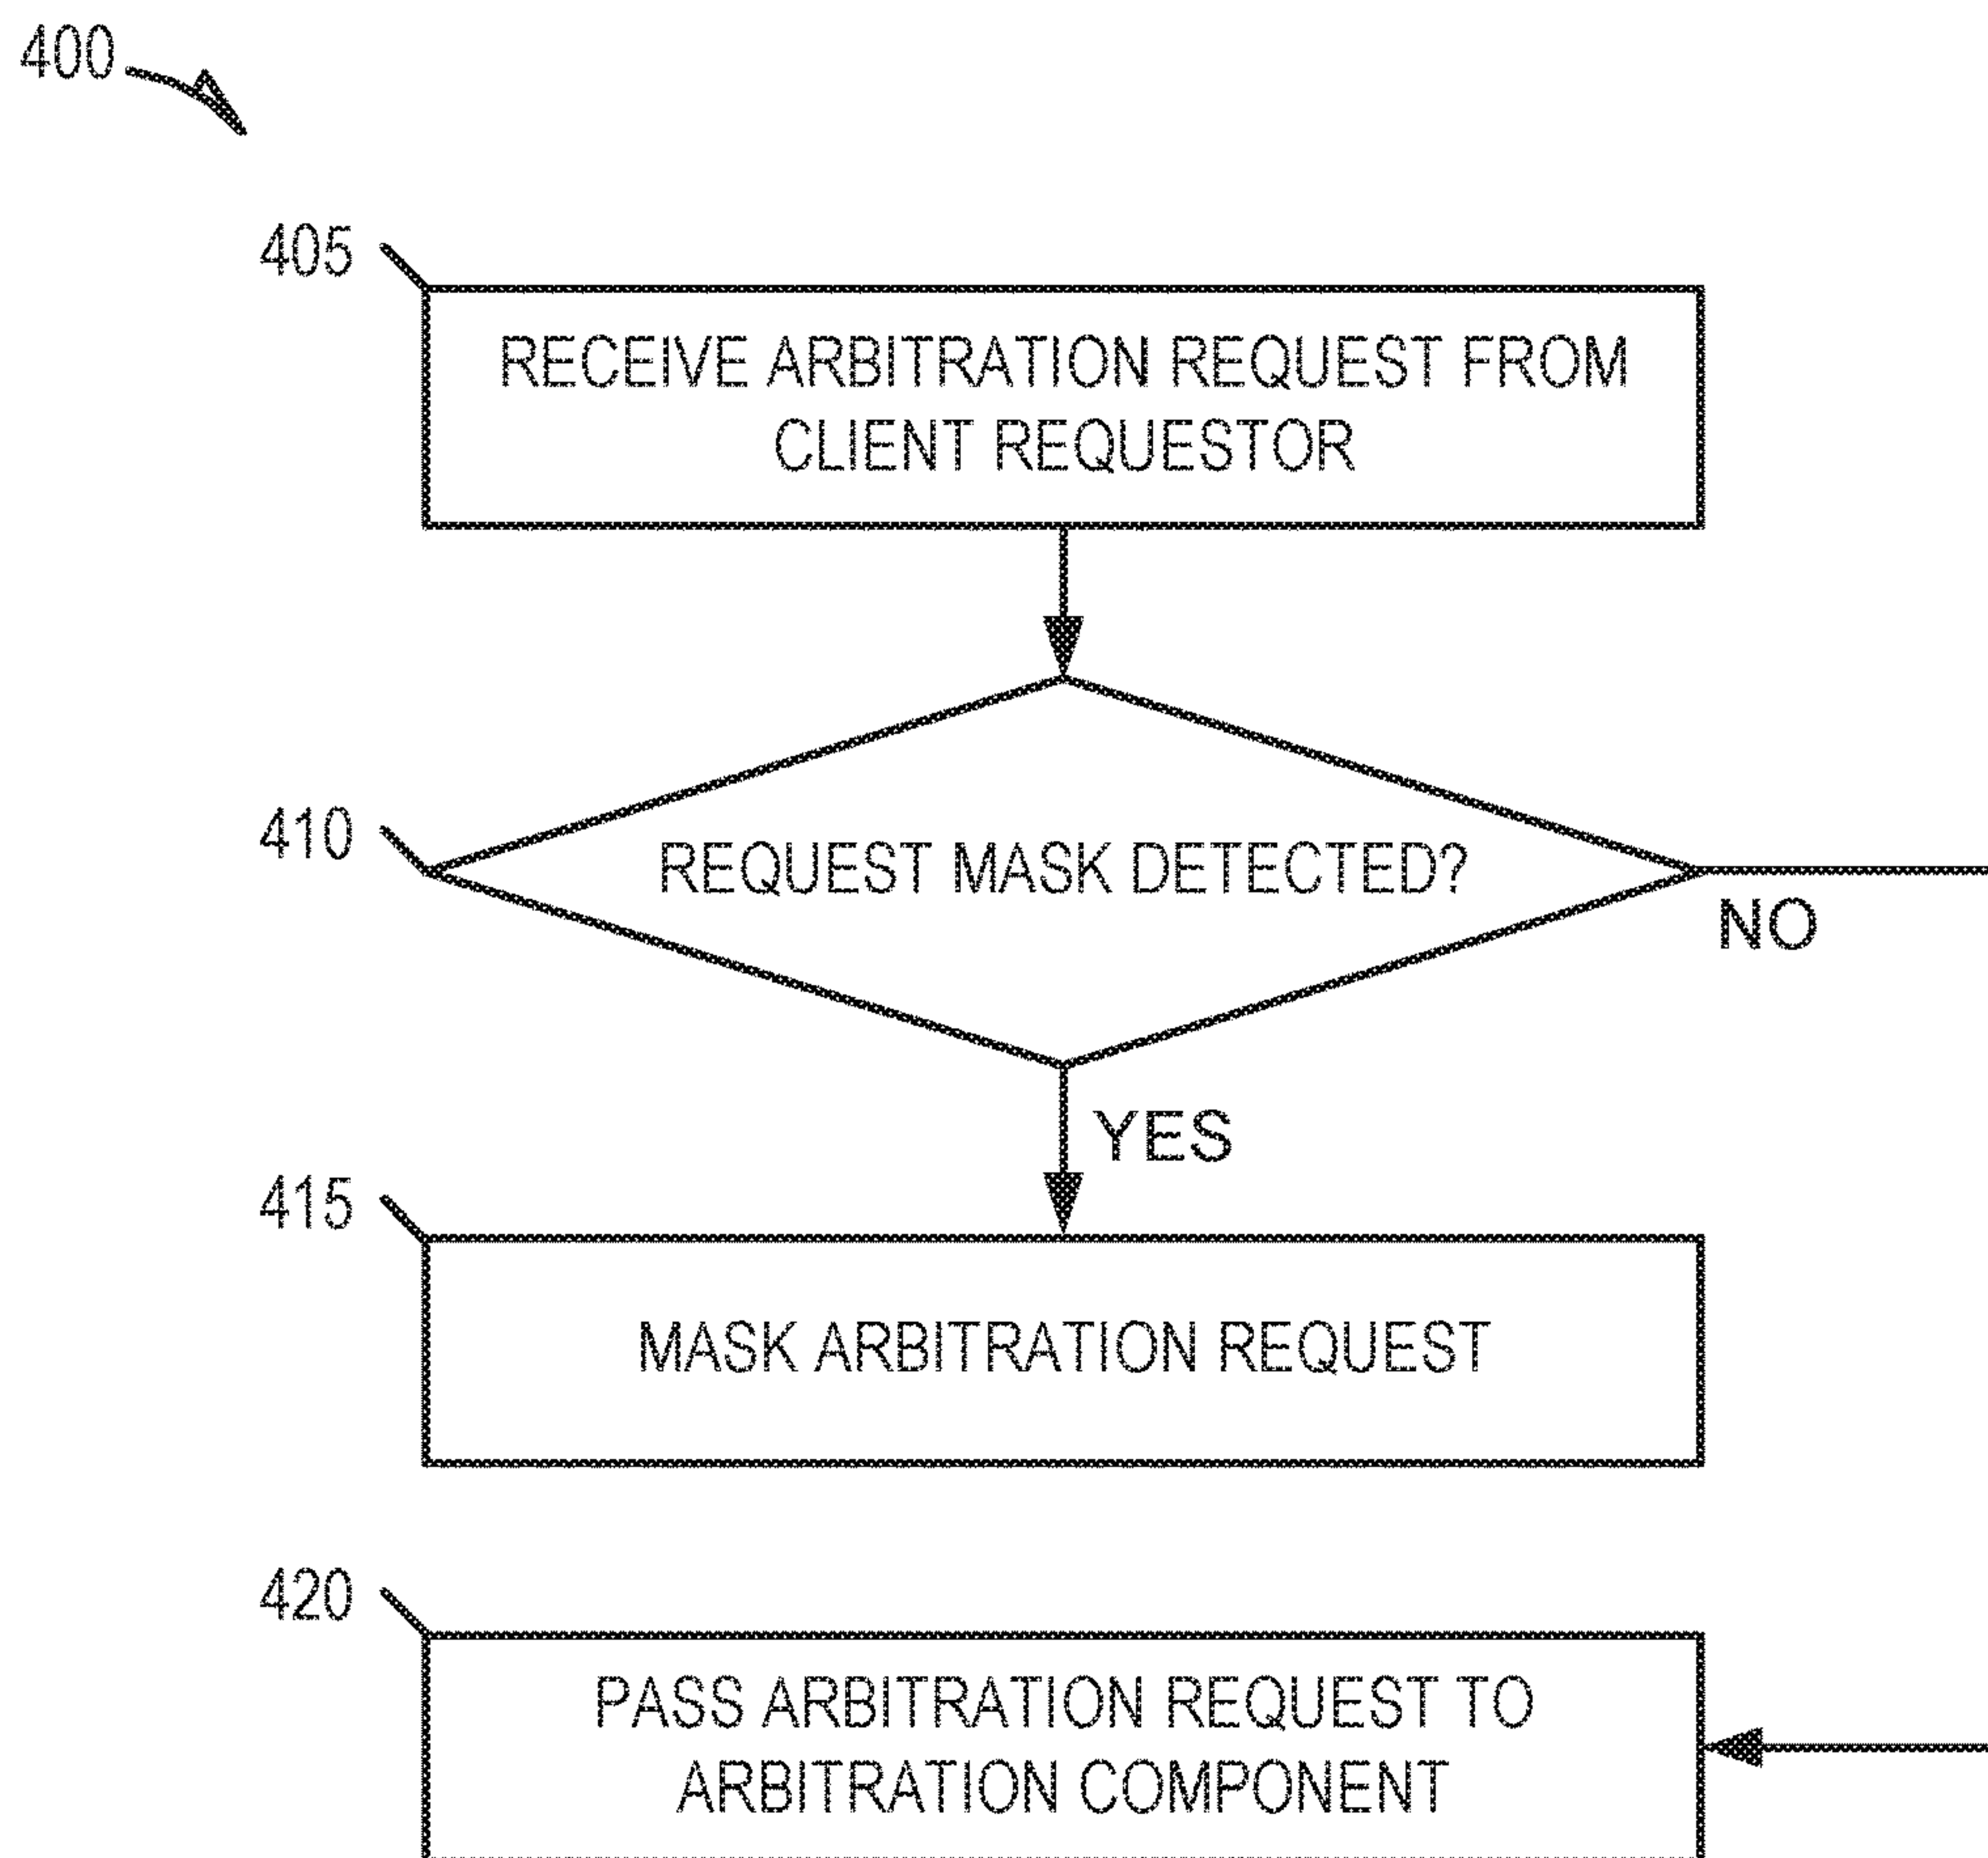 400
405
RECEIVE ARBITRATION REQUEST FROM
CLIENT REQUESTOR
410
REQUEST MASK DETECTED?
NO
YES
415
MASK ARBITRATION REQUEST
420
PASS ARBITRATION REQUEST TO
ARBITRATION COMPONENT